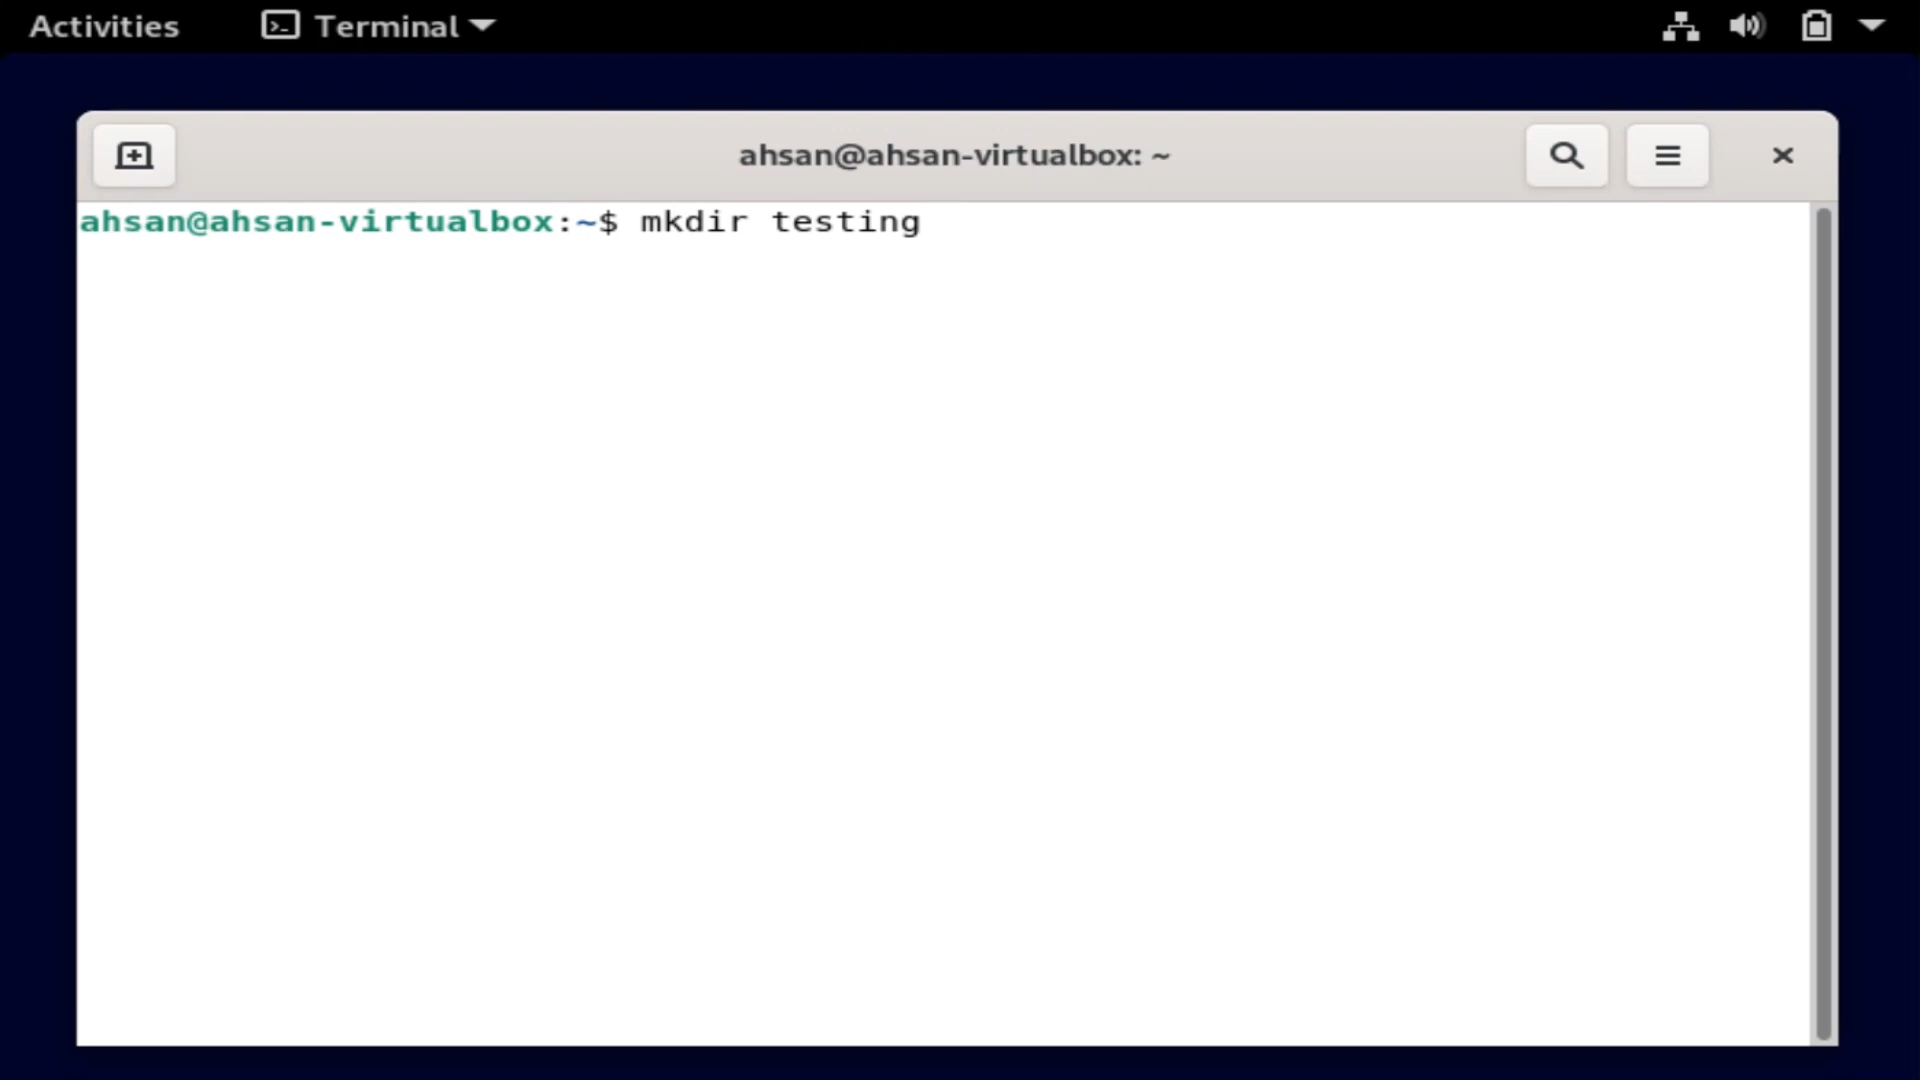 Activities Terminal
ahsan@ahsan-virtualbox: ~
ahsan@ahsan-virtualbox:~$ mkdir testing